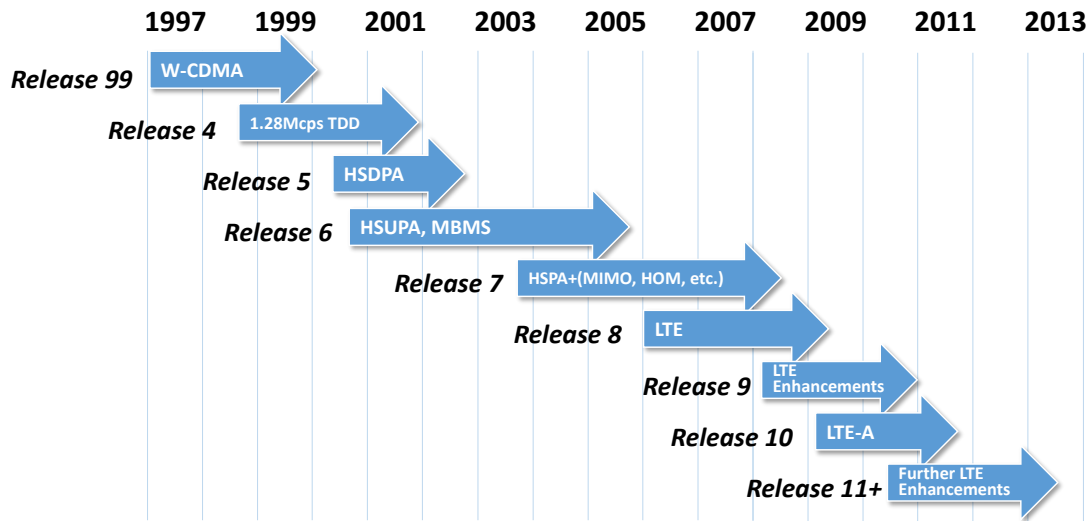 1997 1999 2001 2003 2005 2007 2009 2011 2013
Release 99 W-CDMA
Release 4 1.28Mcps TDD
Release 5 HSDPA
Release 6 HSUPA, MBMS
Release 7 HSPA+(MIMO, HOM, etc.)
Release 8 LTE
Release 9 LTE
Enhancements
Release 10 LTE-A
Release 11+ Further LTE
Enhancements